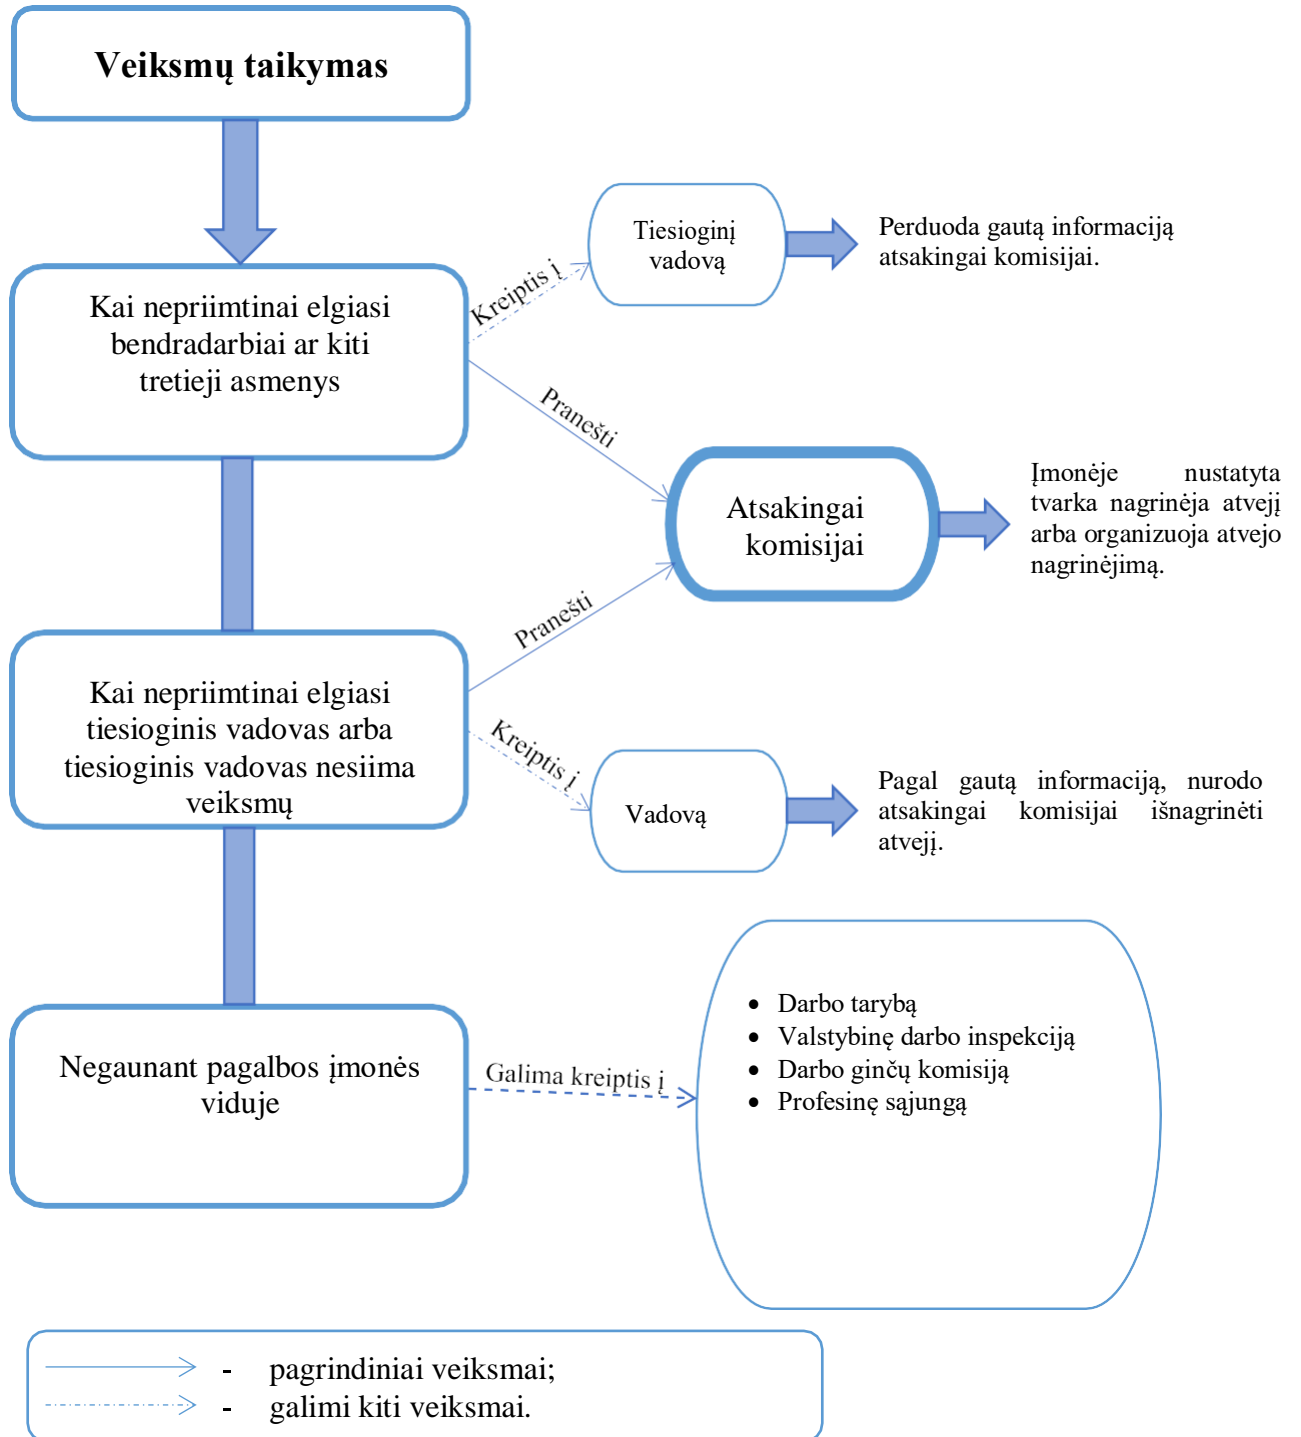 Veiksmų taikymas
Kai nepriimtinai elgiasi
bendradarbiai ar kiti
tretieji asmenys
Kreiptis į
Tiesioginį
vadovą
Perduoda gautą informaciją
atsakingai komisijai.
Pranešti
Atsakingai
komisijai
Įmonėje nustatyta
tvarka nagrinėja atvejį
arba organizuoja atvejo
nagrinėjimą.
Pranešti
Kai nepriimtinai elgiasi
tiesioginis vadovas arba
tiesioginis vadovas nesiima
veiksmų
Kreiptis į
Vadovą
Pagal gautą informaciją, nurodo
atsakingai komisijai išnagrinėti
atvejį.
Negaunant pagalbos įmonės
viduje
Galima kreiptis į
• Darbo tarybą
• Valstybinę darbo inspekciją
• Darbo ginčų komisiją
• Profesinę sąjungą
- pagrindiniai veiksmai;
- galimi kiti veiksmai.